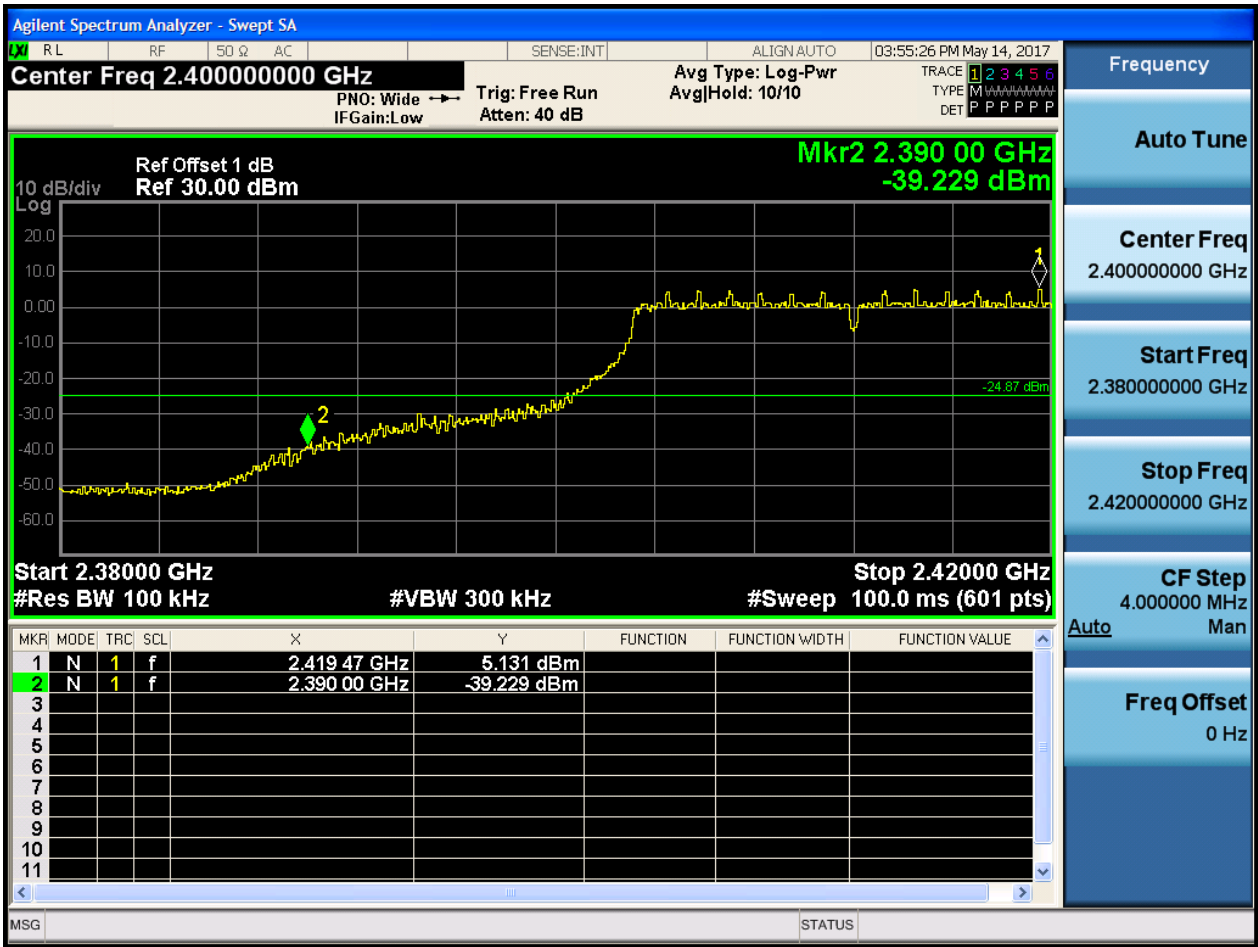 Agilent Spectrum Analyzer - Swept SA
LXI RL RF 50 Ω AC SENSE:INT ALIGN AUTO 03:55:26 PM May 14, 2017
Center Freq 2.400000000 GHz
PNO: Wide
IFGain:Low
Trig: Free Run
Atten: 40 dB
Avg Type: Log-Pwr
Avg|Hold: 10/10
TRACE 1 2 3 4 5 6
TYPE M
DET P P P P P P
Mkr2 2.390 00 GHz
-39.229 dBm
Ref Offset 1 dB
10 dB/div Ref 30.00 dBm
Log
20.0
10.0
0.00
-10.0
-20.0
-30.0
-40.0
-50.0
-60.0
1
-24.87 dBm
2
Start 2.38000 GHz Stop 2.42000 GHz
#Res BW 100 kHz #VBW 300 kHz #Sweep 100.0 ms (601 pts)
MKR MODE TRC SCL X Y FUNCTION FUNCTION WIDTH FUNCTION VALUE
1 N 1 f 2.419 47 GHz 5.131 dBm
2 N 1 f 2.390 00 GHz -39.229 dBm
3
4
5
6
7
8
9
10
11
MSG STATUS
Frequency
Auto Tune
Center Freq
2.400000000 GHz
Start Freq
2.380000000 GHz
Stop Freq
2.420000000 GHz
CF Step
4.000000 MHz
Auto Man
Freq Offset
0 Hz